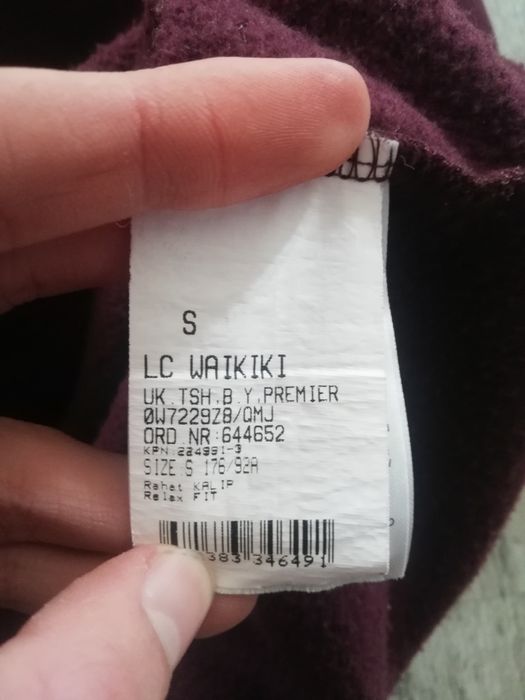 S
LC WAIKIKI
UK.TSH.B.Y.PREMIER
0W7229Z8/QMJ
ORD NR:644652
KPN:224991-3
SIZE:S 176/92A
Rahat KALIP
Relax FIT
383 346491